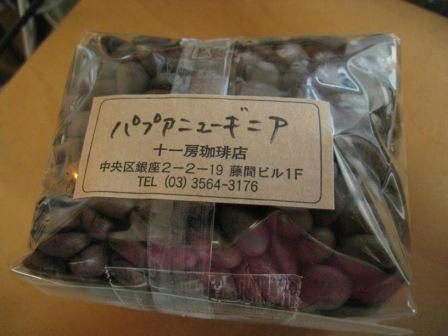 パプアニューギニア
十一房珈琲店
中央区銀座2-2-19 藤間ビル1F
TEL (03) 3564-3176